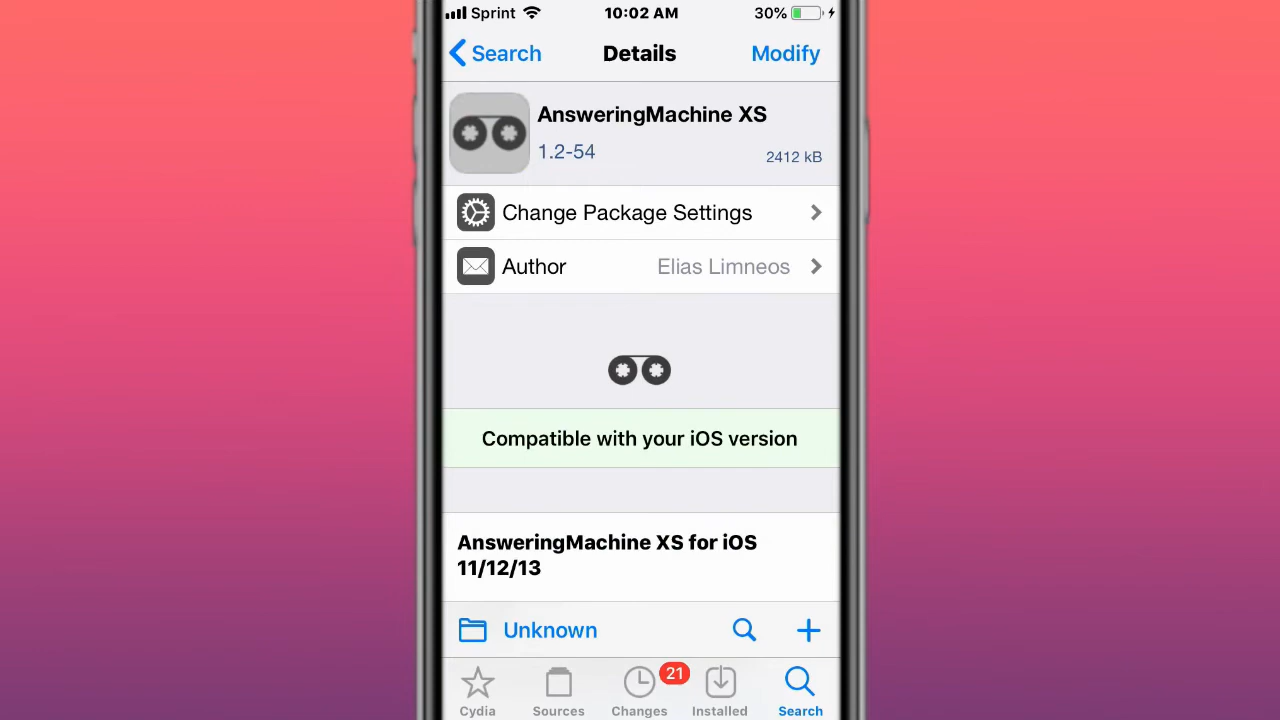 Sprint 10:02 AM 30%
Search Details Modify
AnsweringMachine XS
1.2-54 2412 kB
Change Package Settings
Author Elias Limneos
Compatible with your iOS version
AnsweringMachine XS for iOS
11/12/13
Unknown
21
Cydia Sources Changes Installed Search